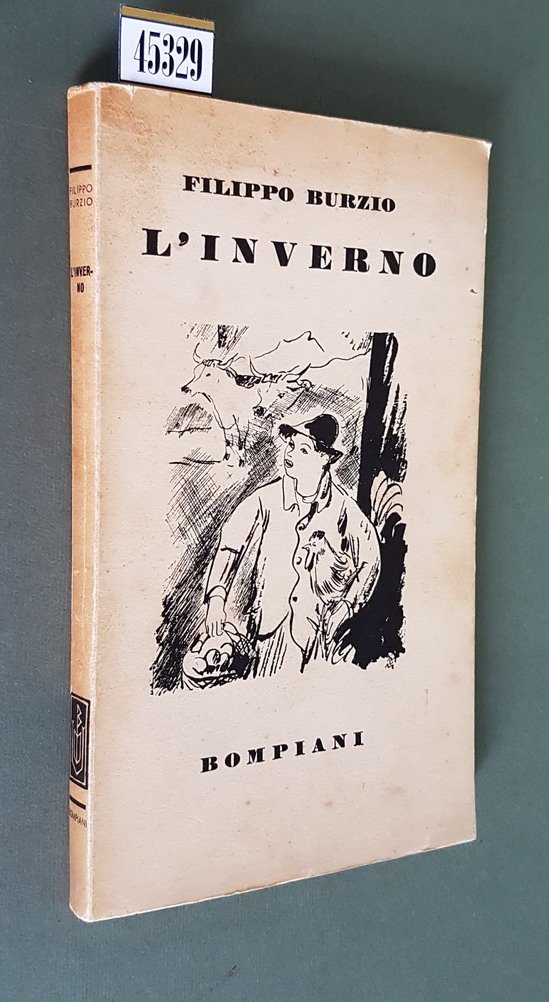 45329
FILIPPO BURZIO
L'INVERNO
BOMPIANI
FILIPPO
BURZIO
L'INVER-
NO
BOMPIANI